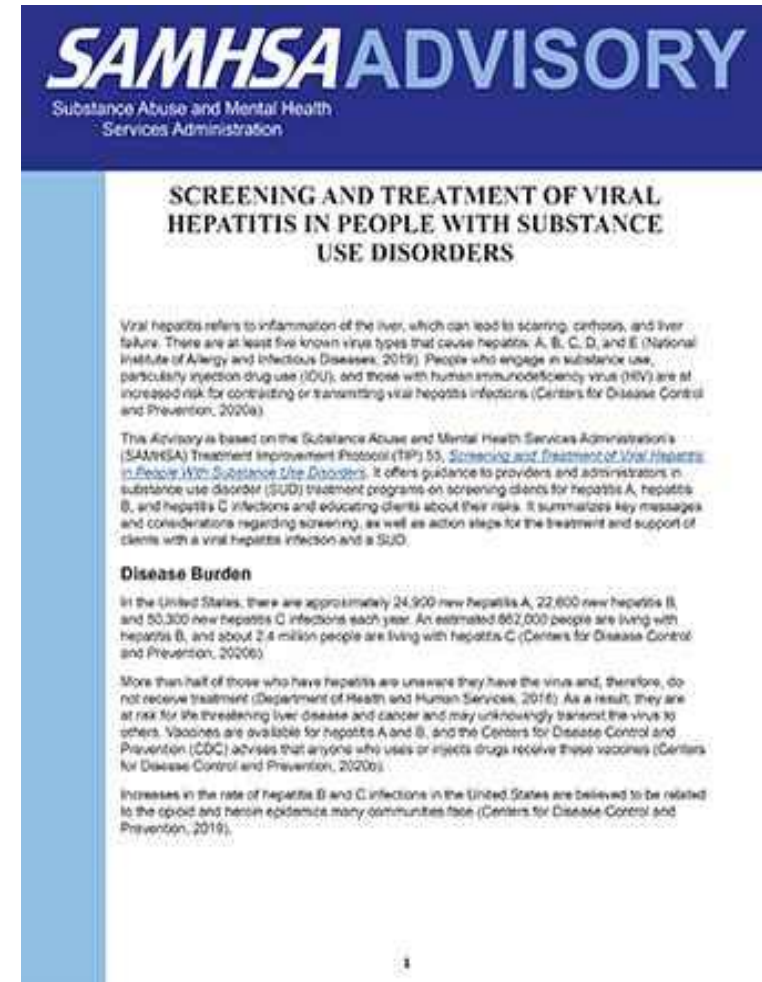 SAMHSA ADVISORY
Substance Abuse and Mental Health
Services Administration
SCREENING AND TREATMENT OF VIRAL
HEPATITIS IN PEOPLE WITH SUBSTANCE
USE DISORDERS
Viral hepatitis refers to inflammation of the liver, which can lead to scarring, cirrhosis, and liver
failure. There are at least five known virus types that cause hepatitis: A, B, C, D, and E (National
Institute of Allergy and Infectious Diseases, 2019). People who engage in substance use,
particularly injection drug use (IDU), and those with human immunodeficiency virus (HIV) are at
increased risk for contracting or transmitting viral hepatitis infections (Centers for Disease Control
and Prevention, 2020a).
This Advisory is based on the Substance Abuse and Mental Health Services Administration's
(SAMHSA) Treatment Improvement Protocol (TIP) 53, Screening and Treatment of Viral Hepatitis
in People With Substance Use Disorders. It offers guidance to providers and administrators in
substance use disorder (SUD) treatment programs on screening clients for hepatitis A, hepatitis
B, and hepatitis C infections and educating clients about their risks. It summarizes key messages
and considerations regarding screening, as well as action steps for the treatment and support of
clients with a viral hepatitis infection and a SUD.
Disease Burden
In the United States, there are approximately 24,900 new hepatitis A, 22,600 new hepatitis B,
and 50,300 new hepatitis C infections each year. An estimated 862,000 people are living with
hepatitis B, and about 2.4 million people are living with hepatitis C (Centers for Disease Control
and Prevention, 2020b).
More than half of those who have hepatitis are unaware they have the virus and, therefore, do
not receive treatment (Department of Health and Human Services, 2016). As a result, they are
at risk for life threatening liver disease and cancer and may unknowingly transmit the virus to
others. Vaccines are available for hepatitis A and B, and the Centers for Disease Control and
Prevention (CDC) advises that anyone who uses or injects drugs receive these vaccines (Centers
for Disease Control and Prevention, 2020b).
Increases in the rate of hepatitis B and C infections in the United States are believed to be related
to the opioid and heroin epidemics many communities face (Centers for Disease Control and
Prevention, 2019).
1